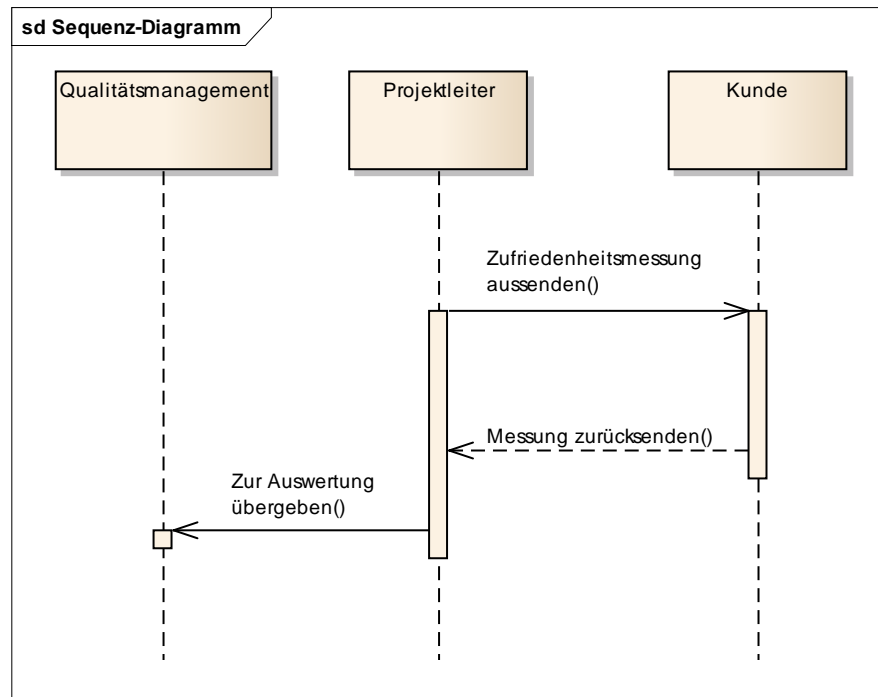 sd Sequenz-Diagramm
Qualitätsmanagement
Projektleiter
Kunde
Zufriedenheitsmessung
aussenden()
Messung zurücksenden()
Zur Auswertung
übergeben()